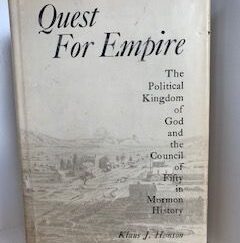 Quest
For Empire
The
Political
Kingdom
of
God
and
the
Council
of
Fifty
in
Mormon
History
Klaus J. Hansen